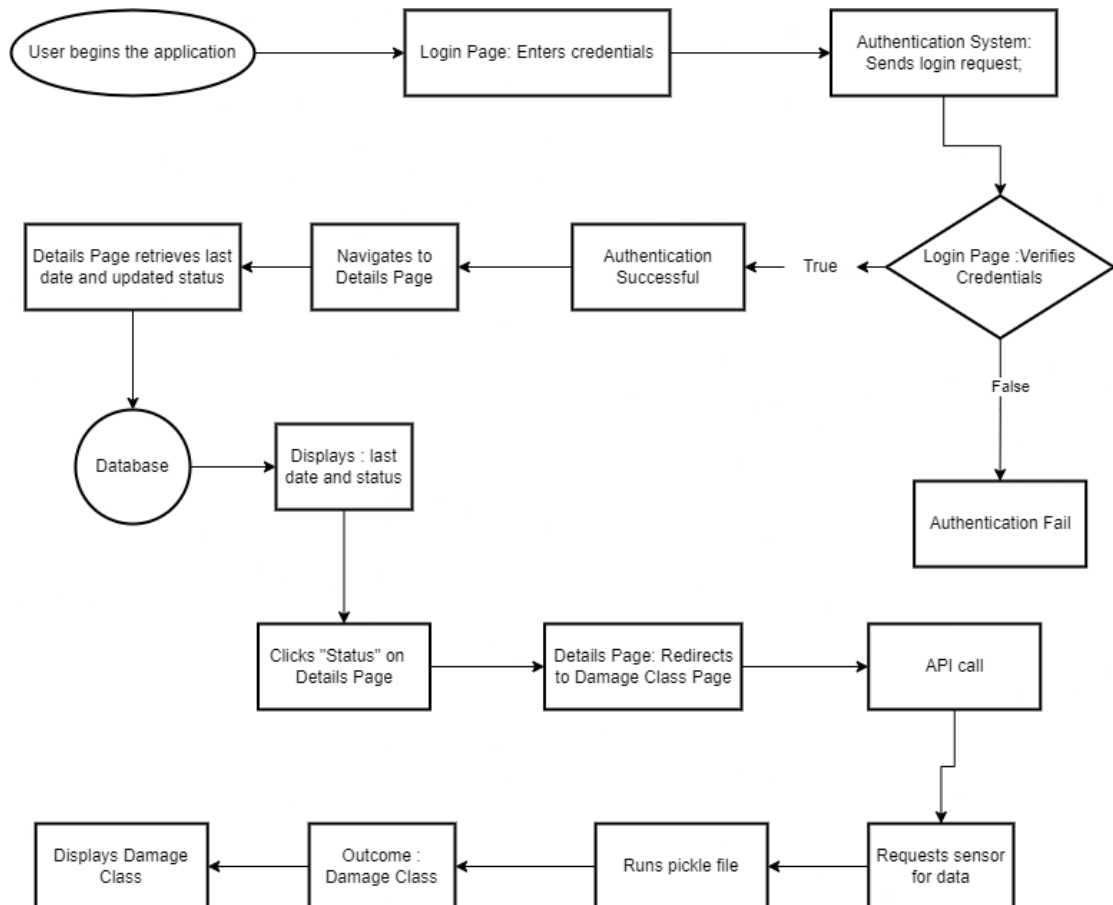 User begins the application
Login Page: Enters credentials
Authentication System:
Sends login request;
Details Page retrieves last
date and updated status
Navigates to
Details Page
Authentication
Successful
True
Login Page :Verifies
Credentials
False
Database
Displays : last
date and status
Authentication Fail
Clicks "Status" on
Details Page
Details Page: Redirects
to Damage Class Page
API call
Displays Damage
Class
Outcome :
Damage Class
Runs pickle file
Requests sensor
for data